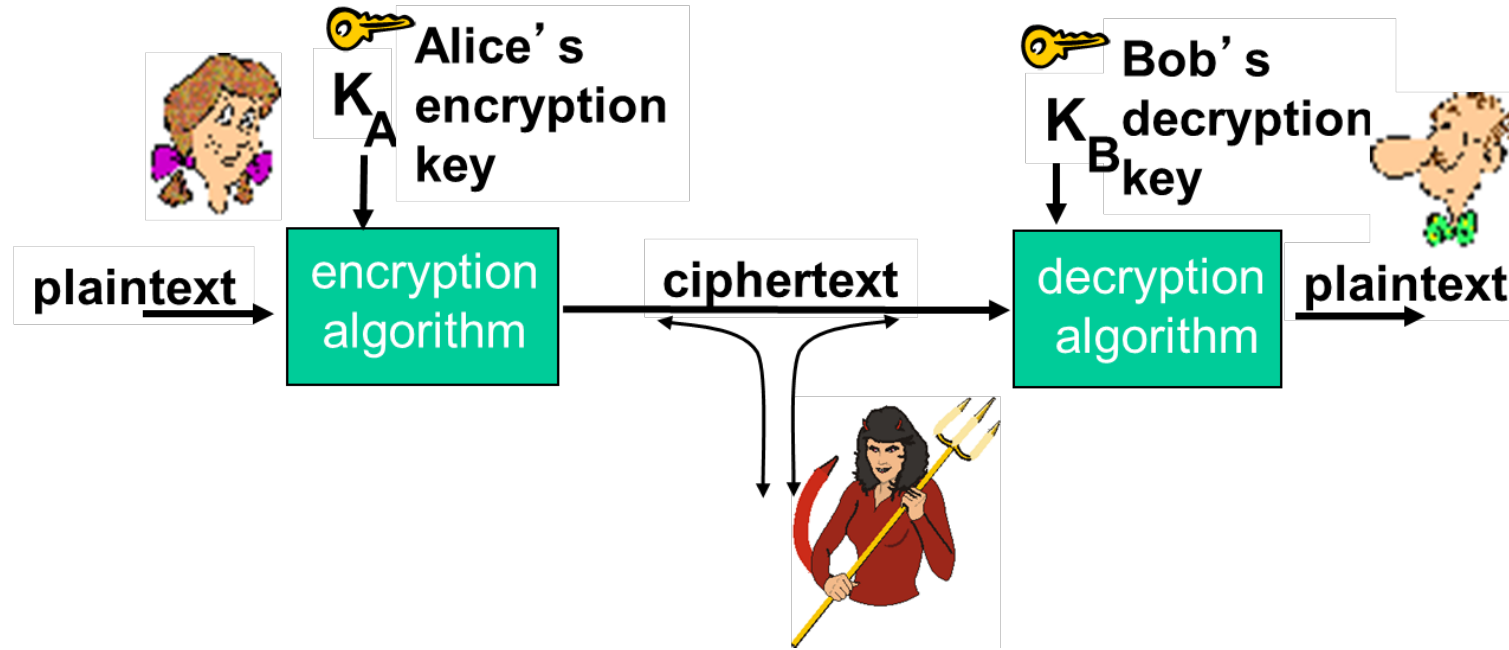 Alice’s
encryption
key
K
A
Bob’s
decryption
key
K
B
plaintext
encryption
algorithm
ciphertext
decryption
algorithm
plaintext